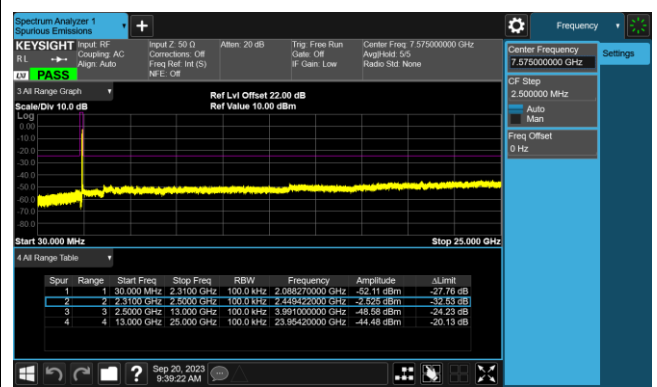 Spectrum Analyzer 1
Spurious Emissions
+
Frequency
KEYSIGHT Input: RF Input Z: 50 Ω Atten: 20 dB Trig: Free Run Center Freq: 7.575000000 GHz
RL Coupling: AC Corrections: Off Gate: Off Avg|Hold: 5/5
Align: Auto Freq Ref: Int (S) IF Gain: Low Radio Std: None
NFE: Off
PASS
Center Frequency
7.575000000 GHz
Settings
CF Step
2.500000 MHz
Auto
Man
Freq Offset
0 Hz
3 All Range Graph
Ref Lvl Offset 22.00 dB
Scale/Div 10.0 dB Ref Value 10.00 dBm
Log
0.00
-10.0
-20.0
-30.0
-40.0
-50.0
-60.0
-70.0
-80.0
Start 30.000 MHz Stop 25.000 GHz
4 All Range Table
Spur Range Start Freq Stop Freq RBW Frequency Amplitude ΔLimit
1 1 30.000 MHz 2.3100 GHz 100.0 kHz 2.088270000 GHz -52.11 dBm -27.76 dB
2 2 2.3100 GHz 2.5000 GHz 100.0 kHz 2.449422000 GHz -2.525 dBm -32.53 dB
3 3 2.5000 GHz 13.000 GHz 100.0 kHz 3.991000000 GHz -48.58 dBm -24.23 dB
4 4 13.000 GHz 25.000 GHz 100.0 kHz 23.95420000 GHz -44.48 dBm -20.13 dB
? Sep 20, 2023
9:39:22 AM